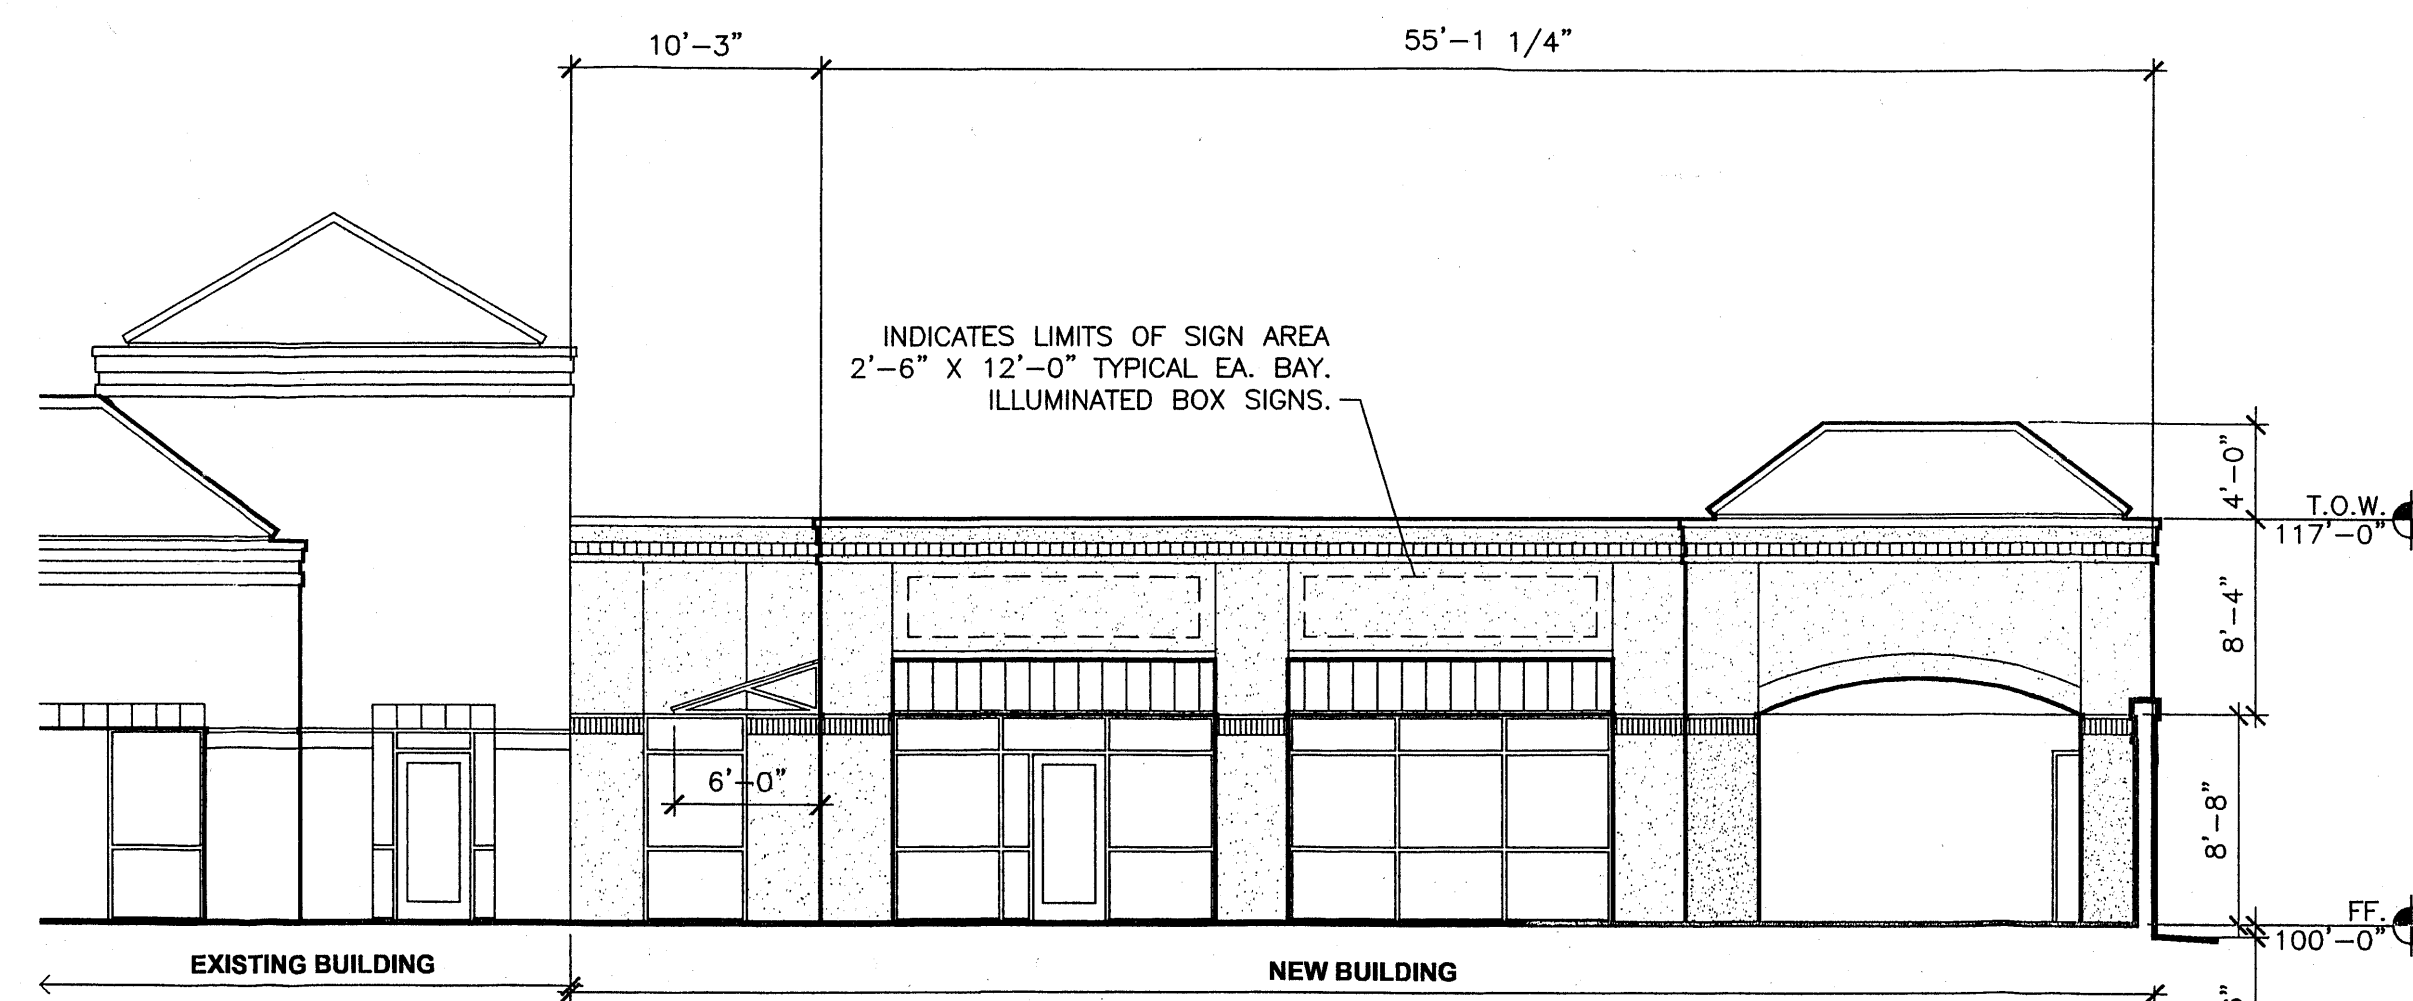 10'-3"
55'-1 1/4"
INDICATES LIMITS OF SIGN AREA
2'-6" X 12'-0" TYPICAL EA. BAY.
ILLUMINATED BOX SIGNS.
4'-0"
T.O.W.
117'-0"
8'-4"
6'-0"
8'-8"
FF.
100'-0"
EXISTING BUILDING
NEW BUILDING